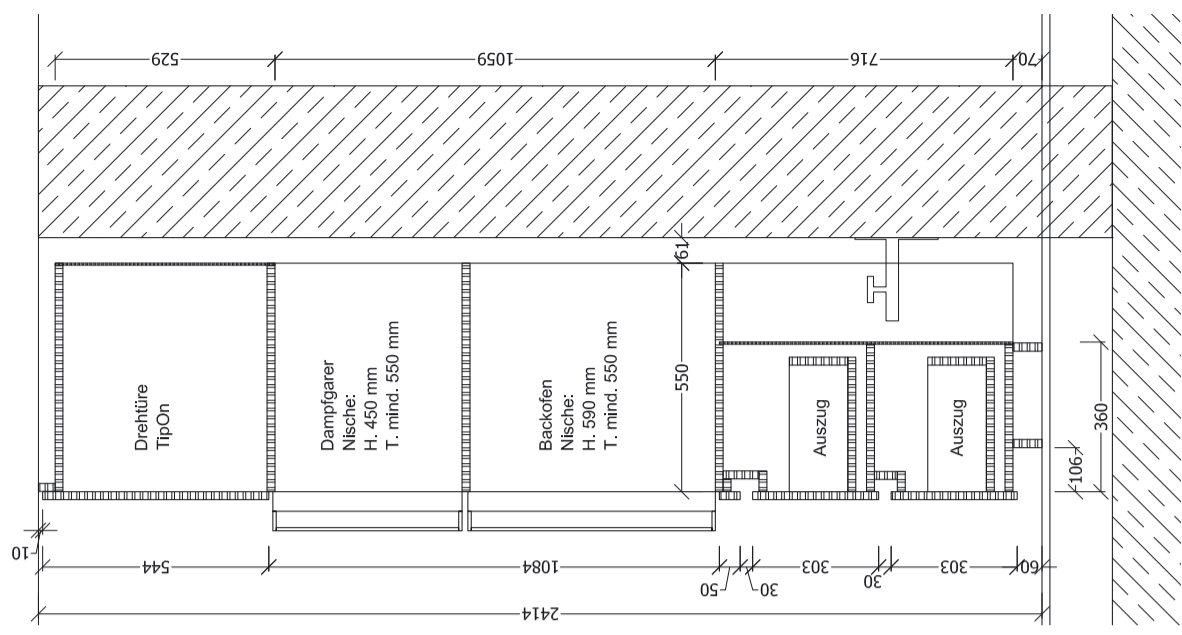 529
1059
716
70
61
Drehtüre
TipOn
Dampfgarer
Nische:
H. 450 mm
T. mind. 550 mm
Backofen
Nische:
H. 590 mm
T. mind. 550 mm
550
Auszug
Auszug
360
106
10
544
1084
50
30
303
30
303
60
2414